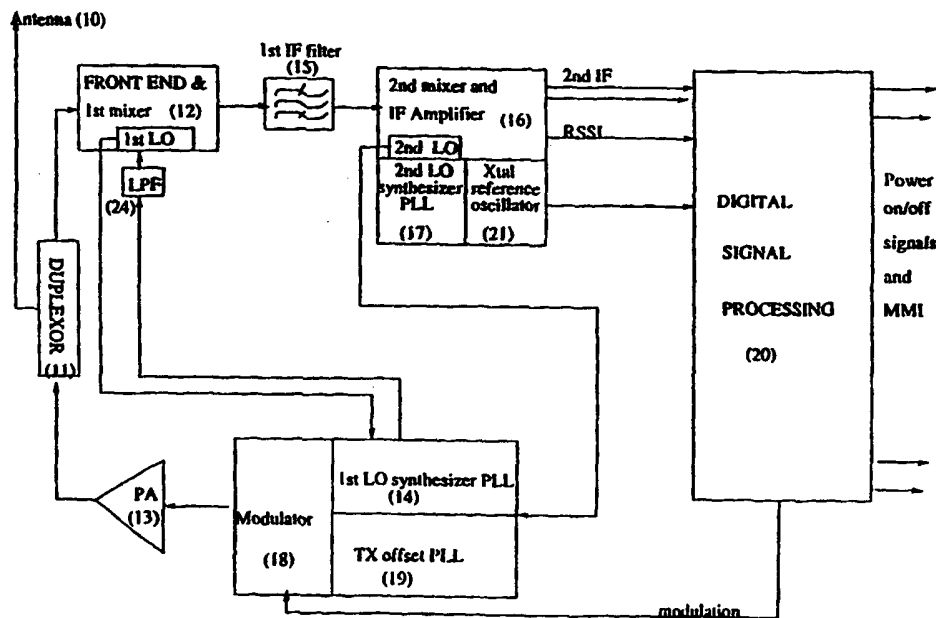 Antenna (10)
FRONT END &
1st mixer (12)
1st LO
LPF
(24)
1st IF filter
(15)
2nd mixer and
IF Amplifier (16)
2nd LO
2nd LO
synthesizer
PLL
(17)
Xtal
reference
oscillator
(21)
2nd IF
RSSI
DIGITAL
SIGNAL
PROCESSING
(20)
Power
on/off
signals
and
MMI
DUPLEXOR
(11)
PA
(13)
Modulator
(18)
1st LO synthesizer PLL
(14)
TX offset PLL
(19)
modulation